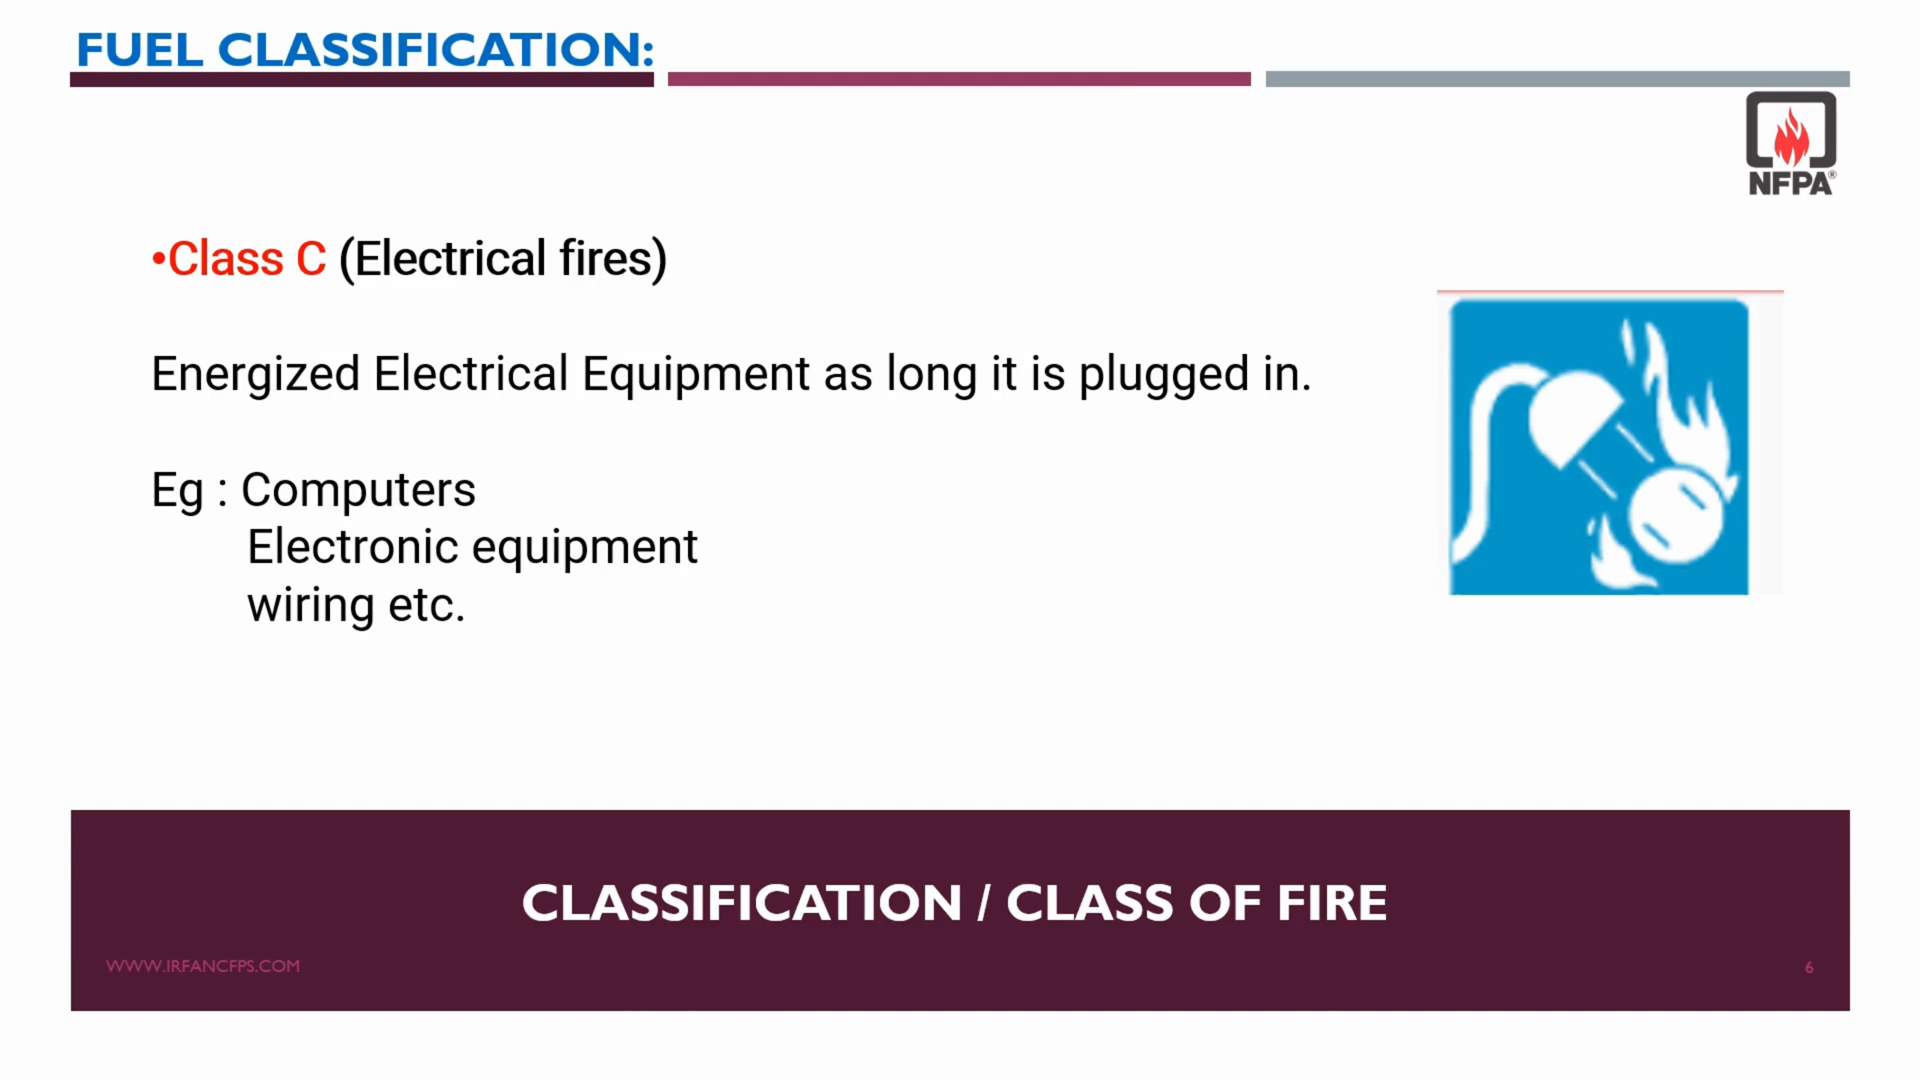 FUEL CLASSIFICATION:
NFPA®
•Class C (Electrical fires)
Energized Electrical Equipment as long it is plugged in.
Eg : Computers
Electronic equipment
wiring etc.
CLASSIFICATION / CLASS OF FIRE
WWW.IRFANCFPS.COM
6